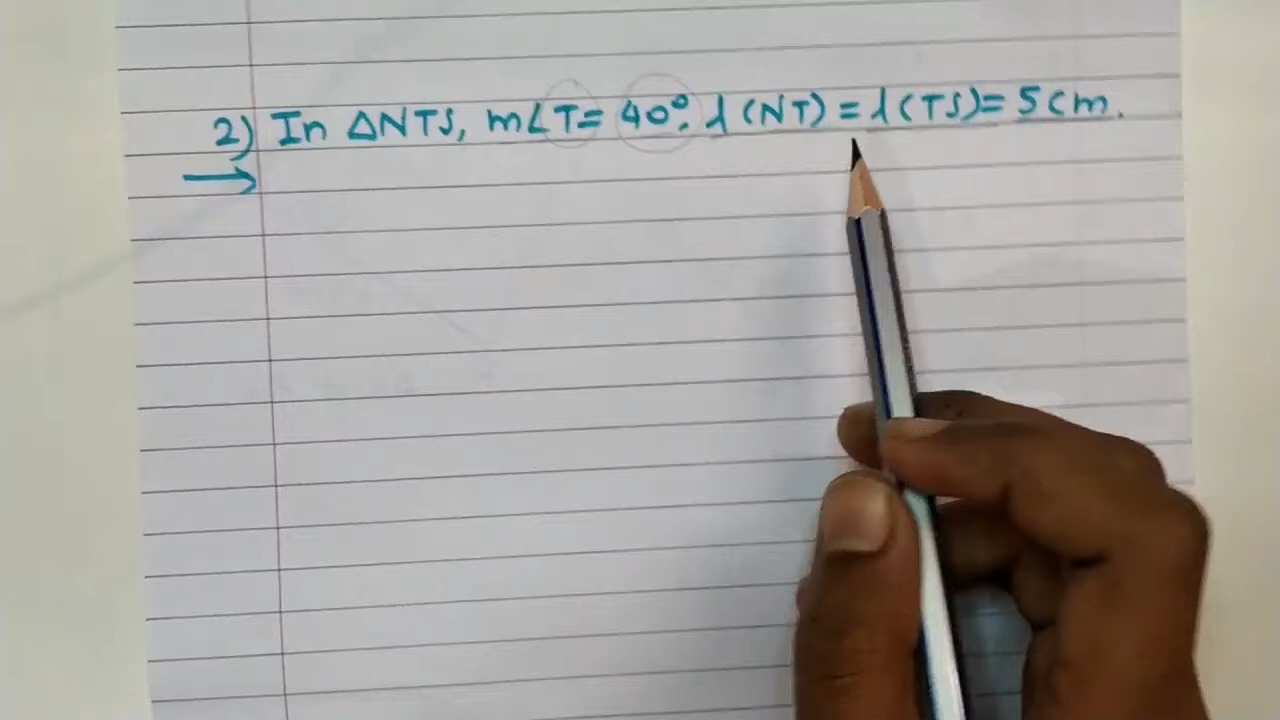 2) In ΔNTS, m∠T= 40°. l (NT) = l (TS)= 5cm.